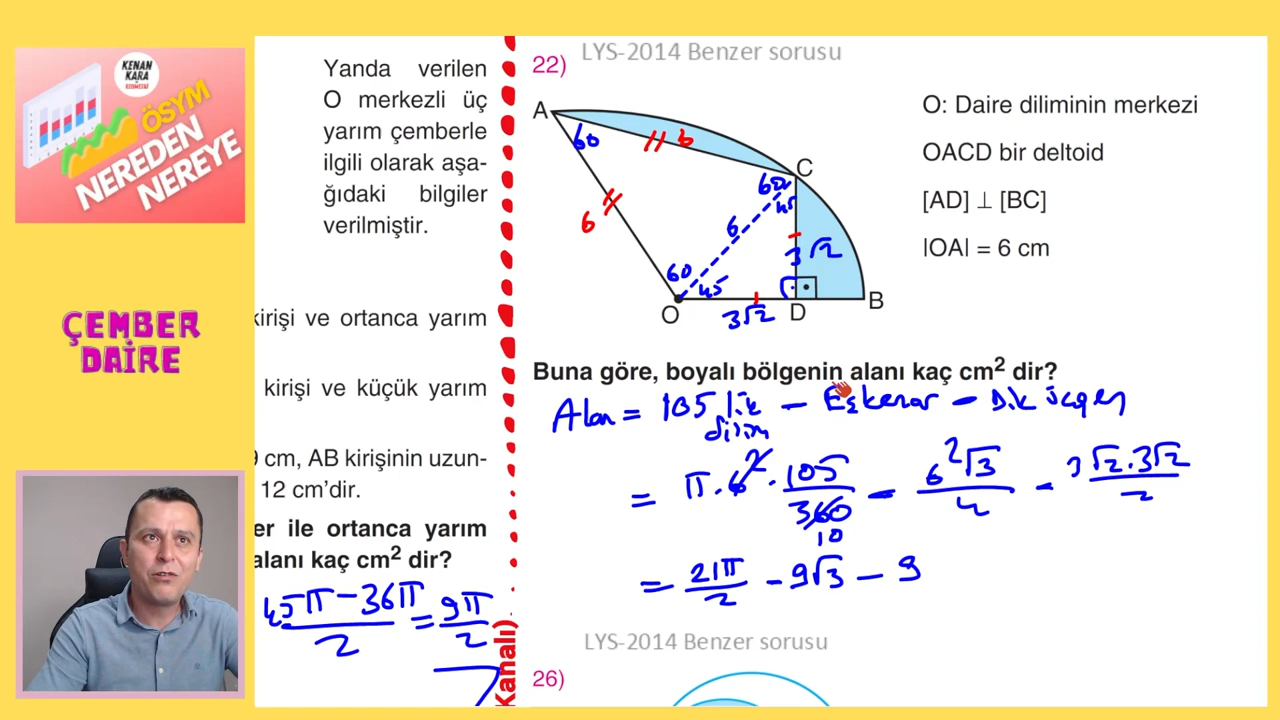 KENAN
KARA
GEOMETRİ
ÖSYM
NEREDEN
NEREYE
ÇEMBER
DAİRE
Yanda verilen
O merkezli üç
yarım çemberle
ilgili olarak aşa-
ğıdaki bilgiler
verilmiştir.
kirişi ve ortanca yarım
kirişi ve küçük yarım
9 cm, AB kirişinin uzun-
12 cm'dir.
er ile ortanca yarım
alanı kaç cm² dir?
45π-36π/2 = 9π/2
Kanalı)
LYS-2014 Benzer sorusu
22)
A
60
6
C
60
45
6
6
3√2
60
45
O
3√2
D
B
O: Daire diliminin merkezi
OACD bir deltoid
[AD] ⊥ [BC]
|OA| = 6 cm
Buna göre, boyalı bölgenin alanı kaç cm² dir?
Alan = 105 lik dilim - Eşkenar - Dik üçgen
= π.6².105/360 - 6²√3/4 - 3√2.3√2/2
10
= 21π/2 - 9√3 - 9
LYS-2014 Benzer sorusu
26)